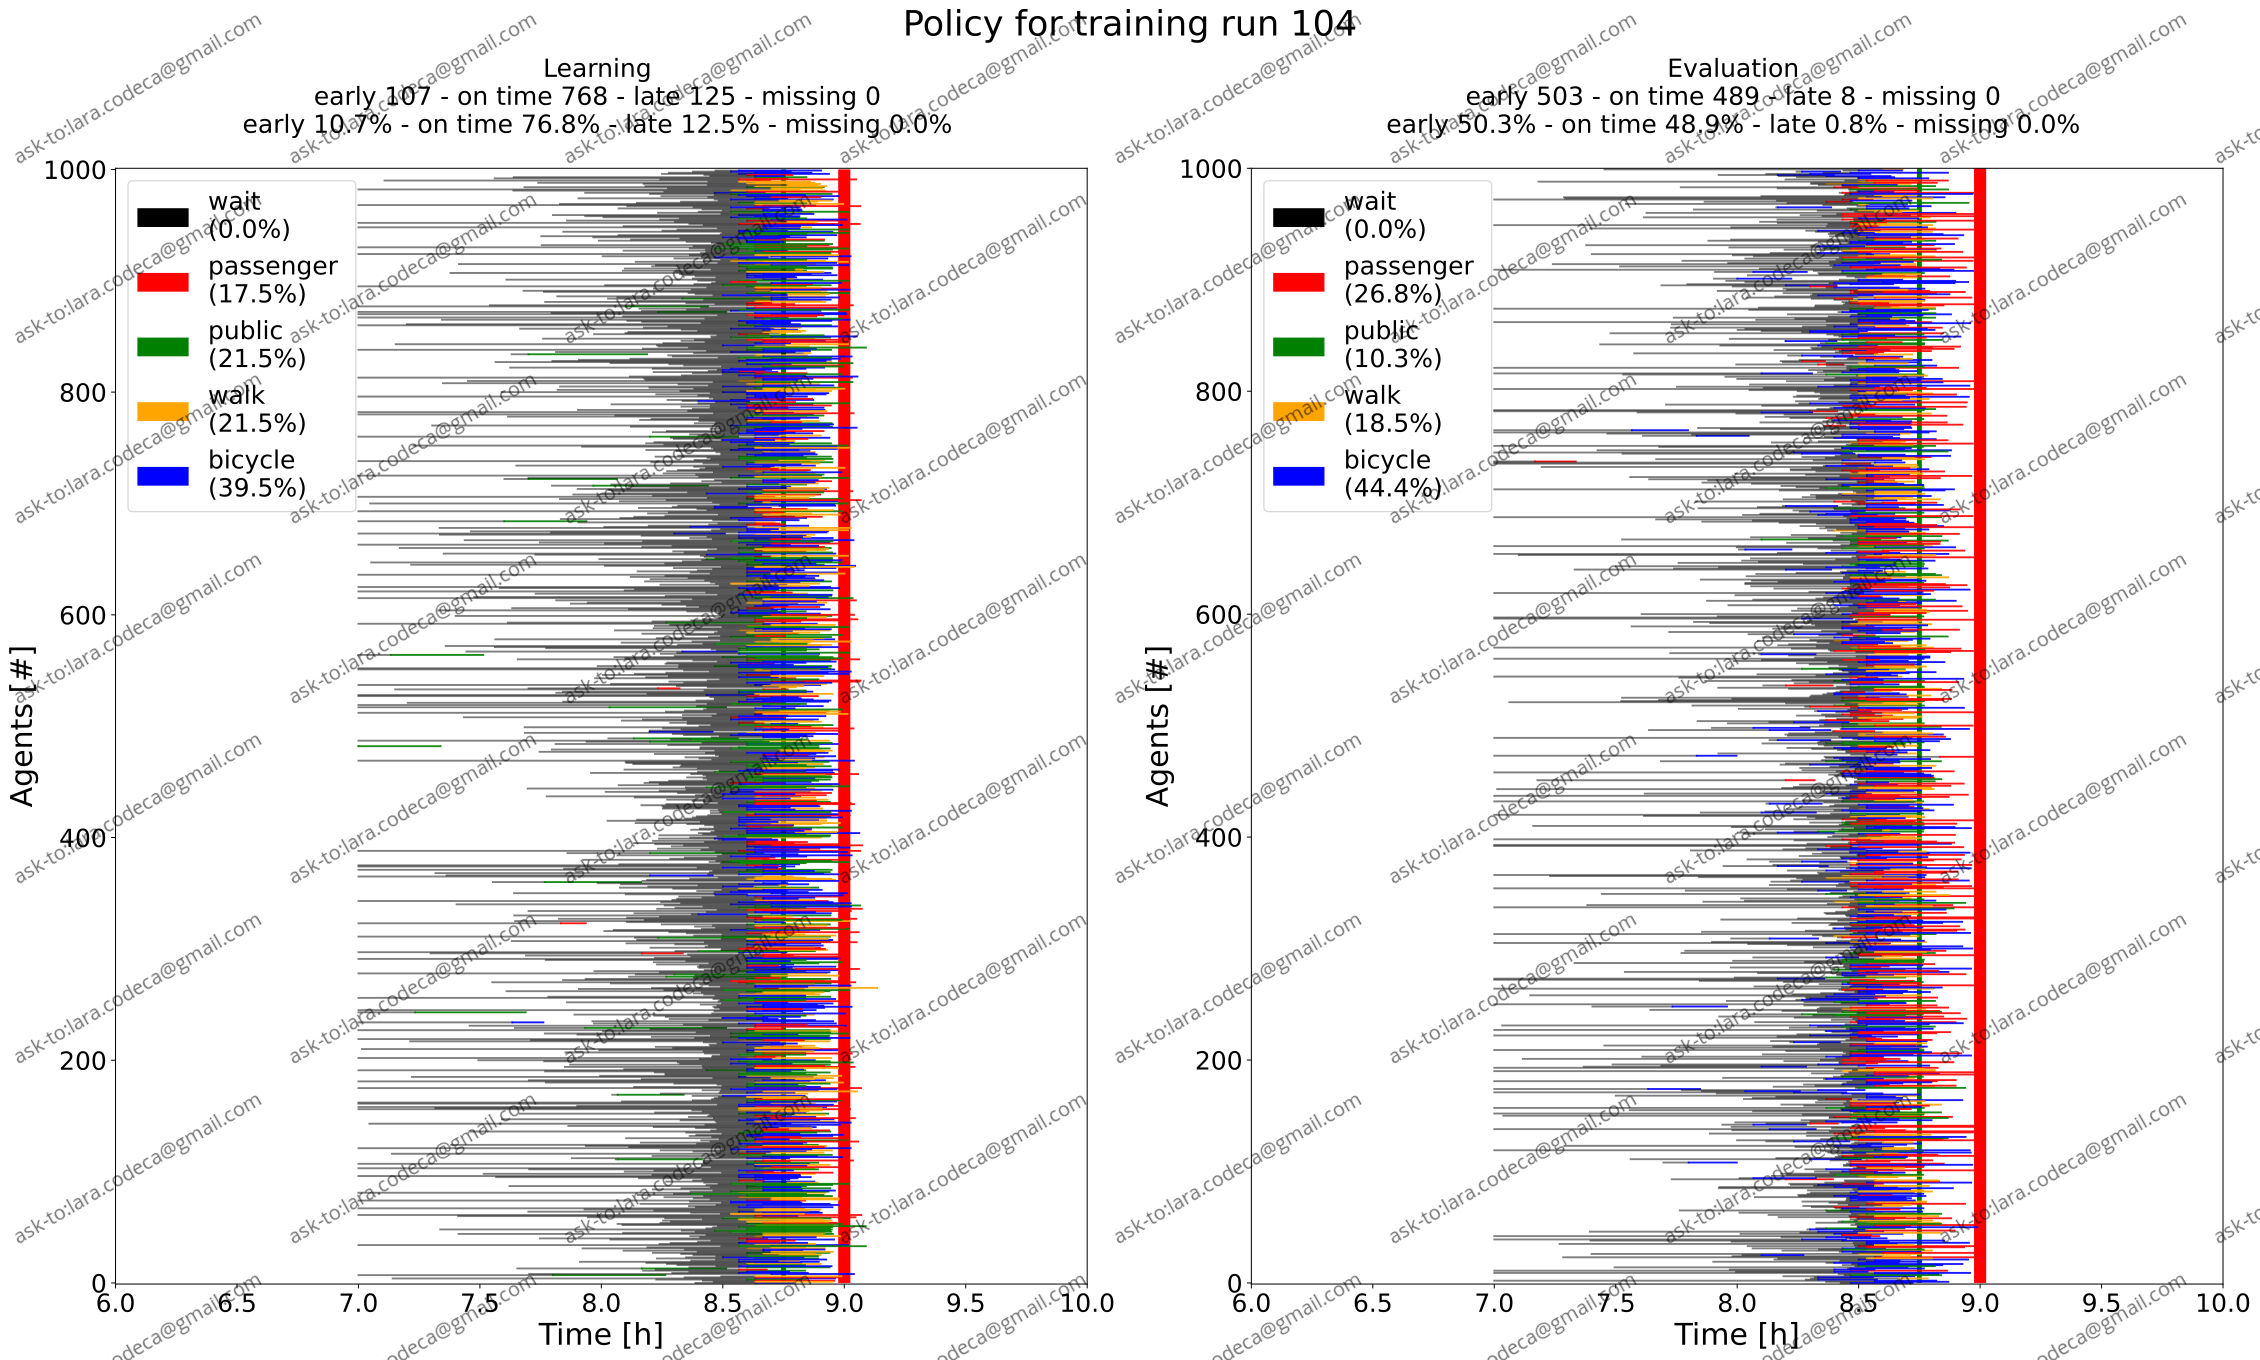 Policy for training run 104
Learning
early 107 - on time 768 - late 125 - missing 0
early 10.7% - on time 76.8% - late 12.5% - missing 0.0%
1000
800
600
400
200
0
Agents [#]
wait
(0.0%)
passenger
(17.5%)
public
(21.5%)
walk
(21.5%)
bicycle
(39.5%)
6.0 6.5 7.0 7.5 8.0 8.5 9.0 9.5 10.0
Time [h]
Evaluation
early 503 - on time 489 - late 8 - missing 0
early 50.3% - on time 48.9% - late 0.8% - missing 0.0%
1000
800
600
400
200
0
Agents [#]
wait
(0.0%)
passenger
(26.8%)
public
(10.3%)
walk
(18.5%)
bicycle
(44.4%)
6.0 6.5 7.0 7.5 8.0 8.5 9.0 9.5 10.0
Time [h]
ask-to:lara.codeca@gmail.com